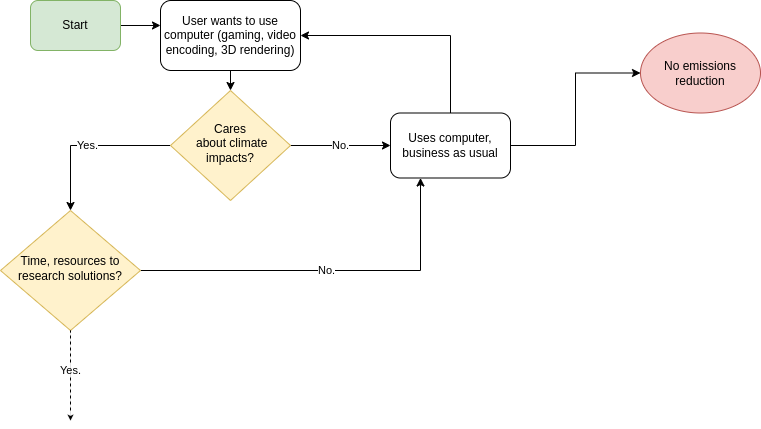 Start
User wants to use
computer (gaming, video
encoding, 3D rendering)
No emissions
reduction
Cares
about climate
impacts?
Yes.
No.
Uses computer,
business as usual
Time, resources to
research solutions?
No.
Yes.